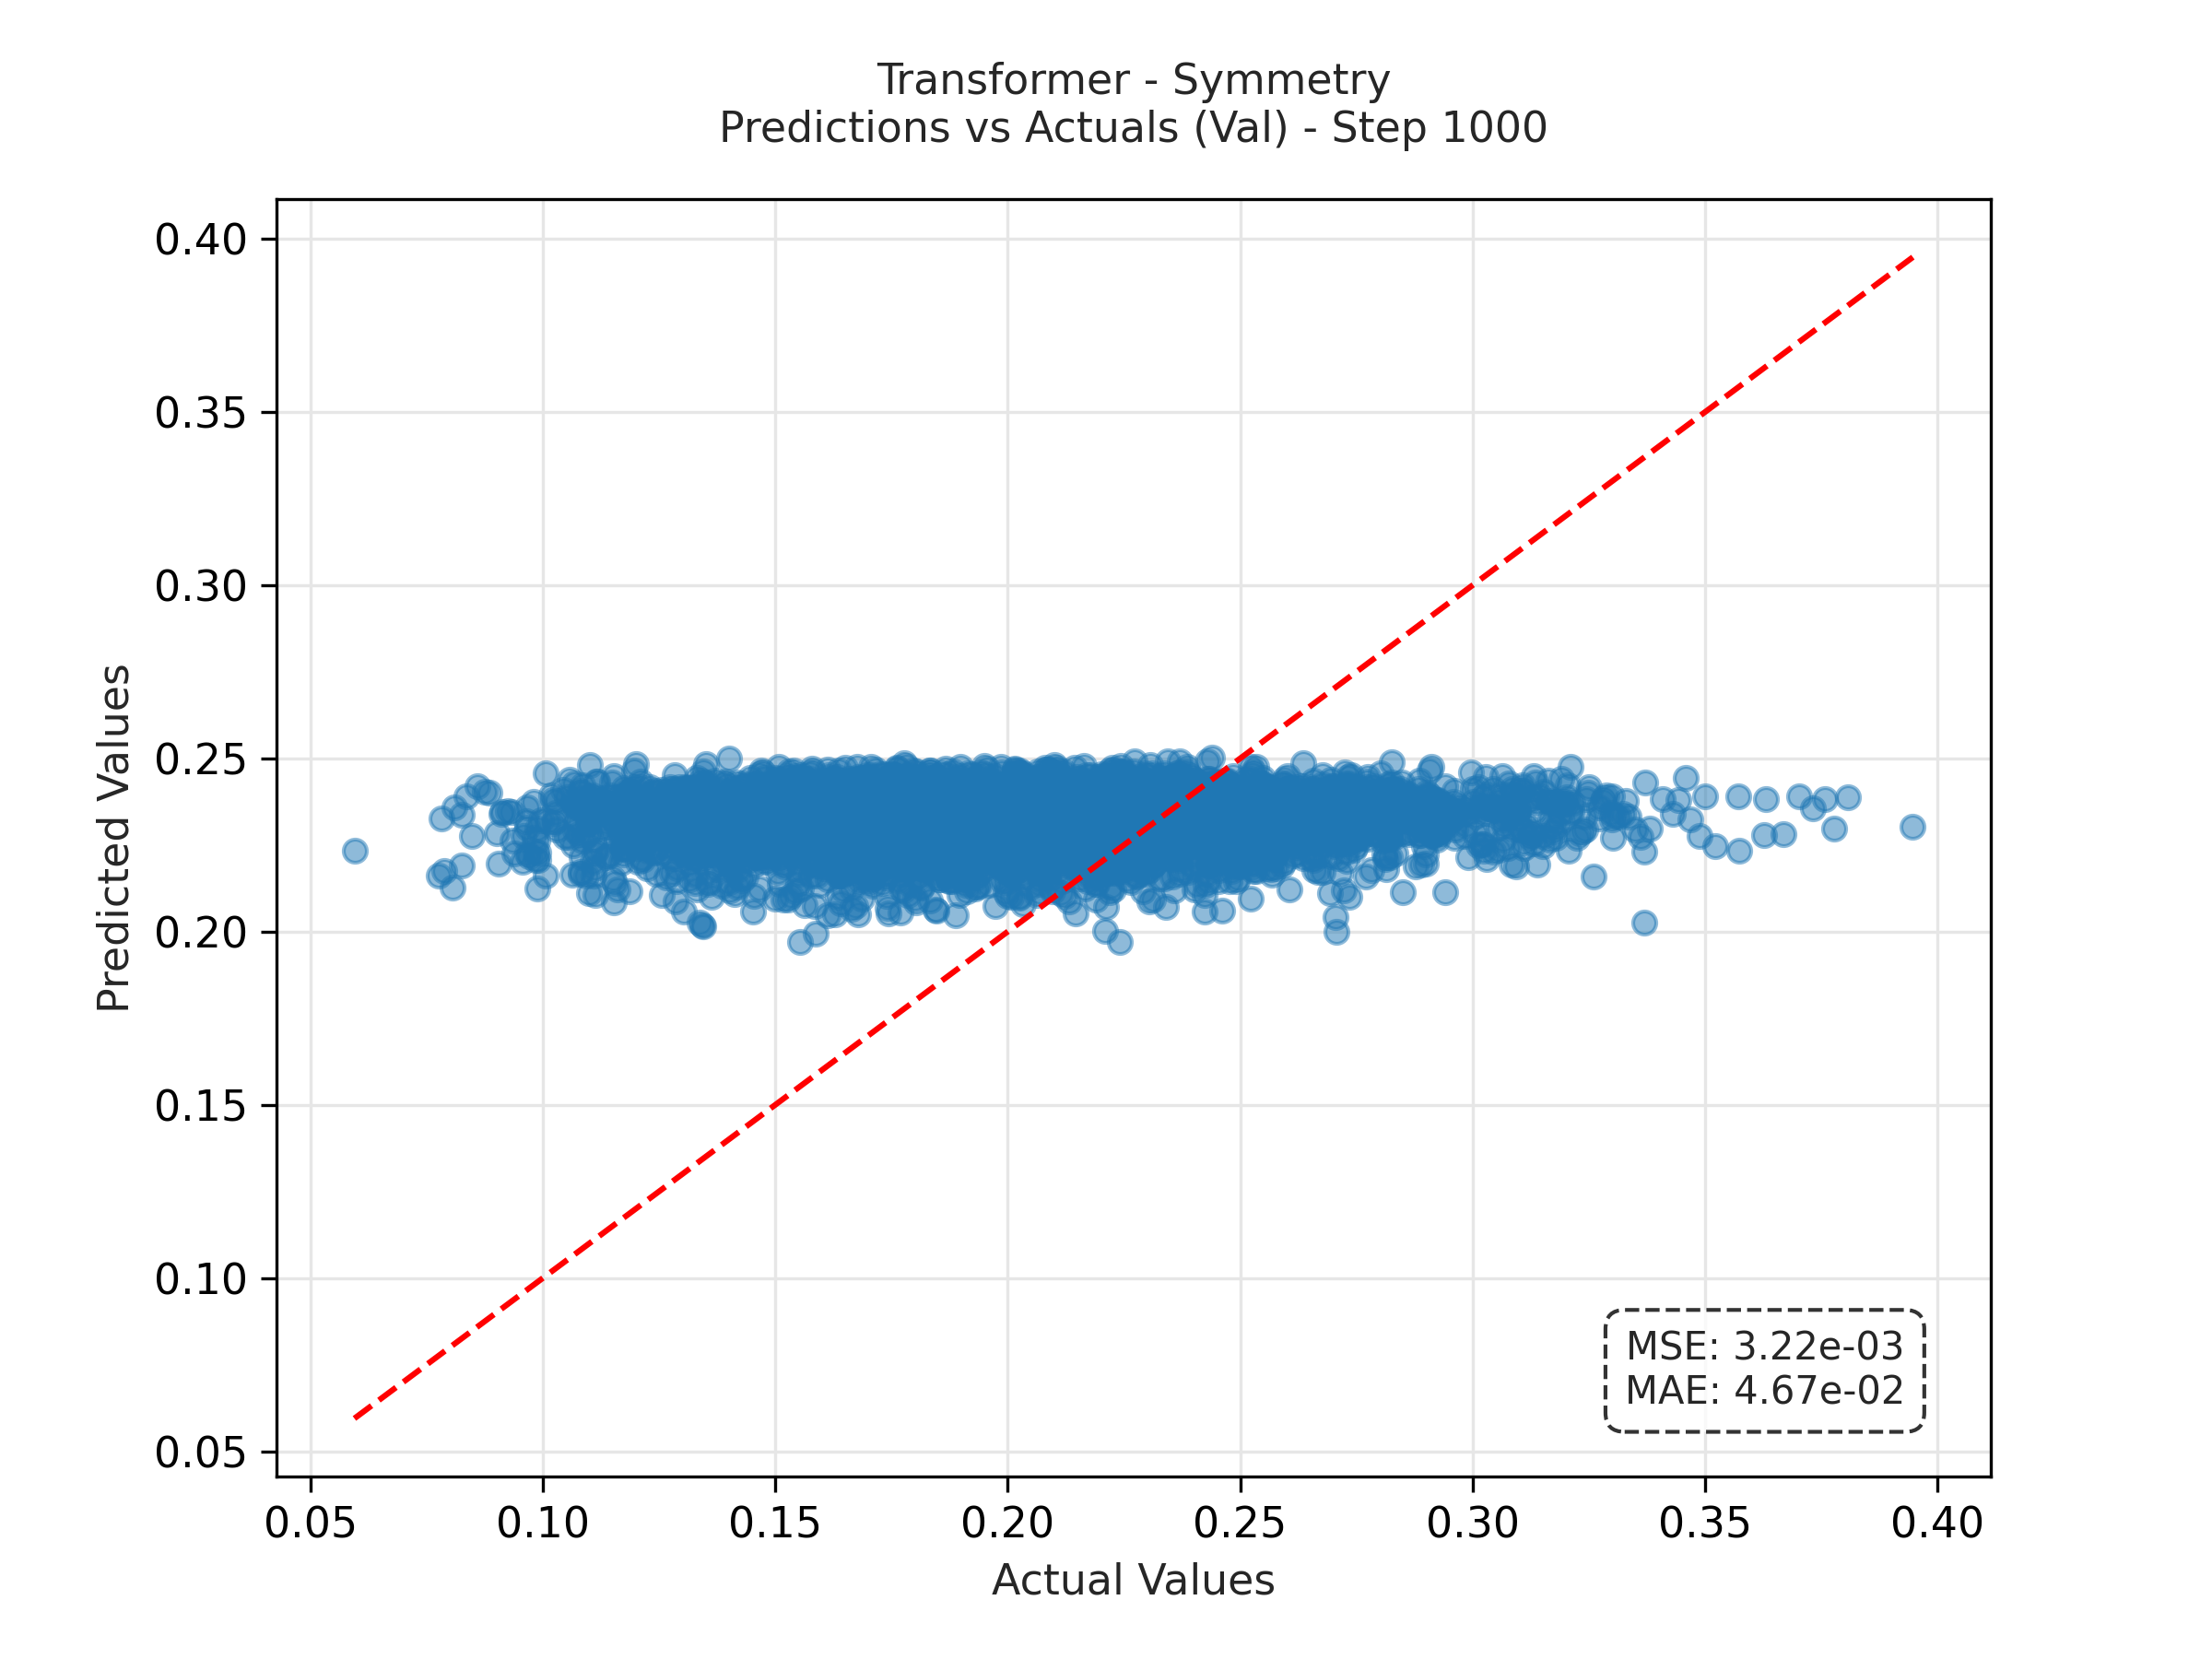 Transformer - Symmetry
Predictions vs Actuals (Val) - Step 1000
Predicted Values
0.40
0.35
0.30
0.25
0.20
0.15
0.10
0.05
MSE: 3.22e-03
MAE: 4.67e-02
0.05 0.10 0.15 0.20 0.25 0.30 0.35 0.40
Actual Values